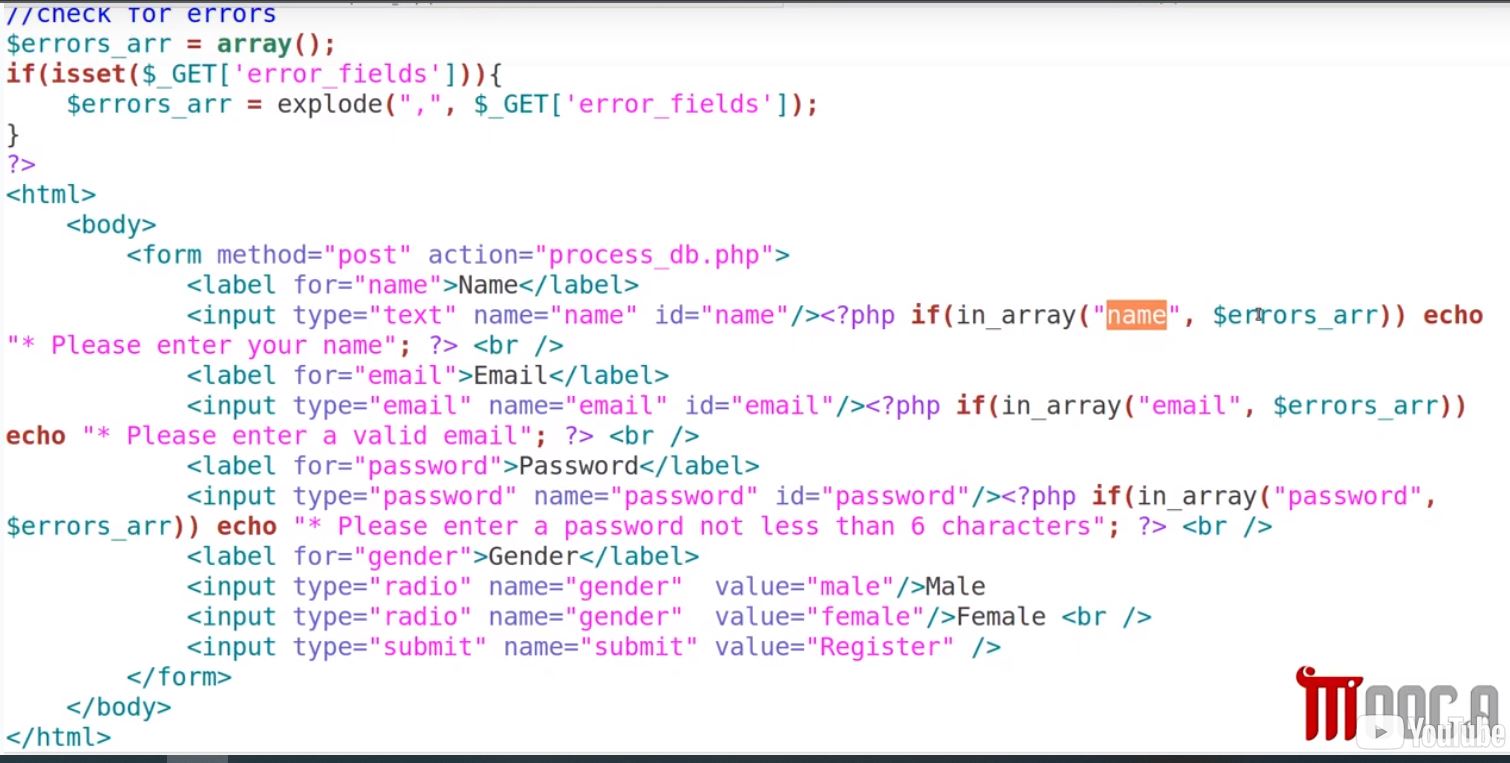 //check for errors
$errors_arr = array();
if(isset($_GET['error_fields'])){
    $errors_arr = explode(",", $_GET['error_fields']);
}
?>
<html>
    <body>
        <form method="post" action="process_db.php">
            <label for="name">Name</label>
            <input type="text" name="name" id="name"/><?php if(in_array("name", $errors_arr)) echo
"* Please enter your name"; ?> <br />
            <label for="email">Email</label>
            <input type="email" name="email" id="email"/><?php if(in_array("email", $errors_arr))
echo "* Please enter a valid email"; ?> <br />
            <label for="password">Password</label>
            <input type="password" name="password" id="password"/><?php if(in_array("password",
$errors_arr)) echo "* Please enter a password not less than 6 characters"; ?> <br />
            <label for="gender">Gender</label>
            <input type="radio" name="gender"  value="male"/>Male
            <input type="radio" name="gender"  value="female"/>Female <br />
            <input type="submit" name="submit" value="Register" />
        </form>
    </body>
</html>
YouTube